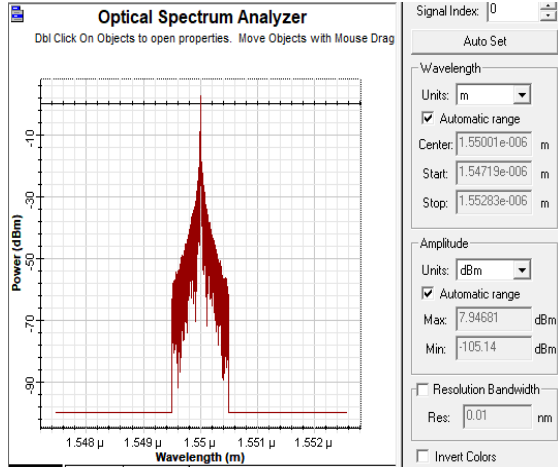 Optical Spectrum Analyzer
Dbl Click On Objects to open properties. Move Objects with Mouse Drag
Power (dBm)
-10
-30
-50
-70
-90
1.548 µ 1.549 µ 1.55 µ 1.551 µ 1.552 µ
Wavelength (m)
Signal Index: 0
Auto Set
Wavelength
Units: m
Automatic range
Center: 1.55001e-006 m
Start: 1.54719e-006 m
Stop: 1.55283e-006 m
Amplitude
Units: dBm
Automatic range
Max: 7.94681 dBm
Min: -105.14 dBm
Resolution Bandwidth
Res: 0.01 nm
Invert Colors